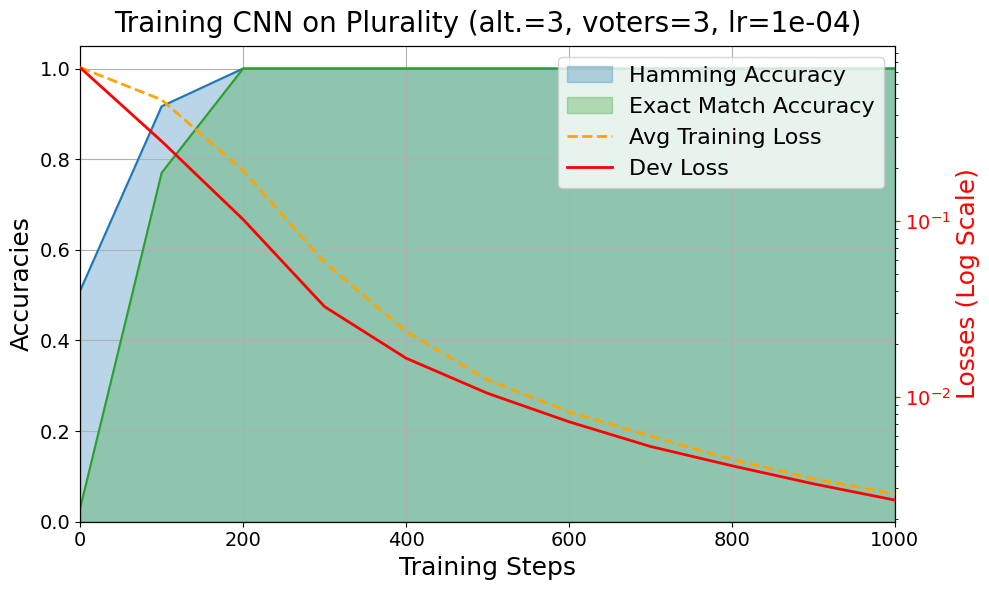 Training CNN on Plurality (alt.=3, voters=3, lr=1e-04)
Hamming Accuracy
Exact Match Accuracy
Avg Training Loss
Dev Loss
Accuracies
1.0
0.8
0.6
0.4
0.2
0.0
0 200 400 600 800 1000
Training Steps
10⁻¹
10⁻²
Losses (Log Scale)